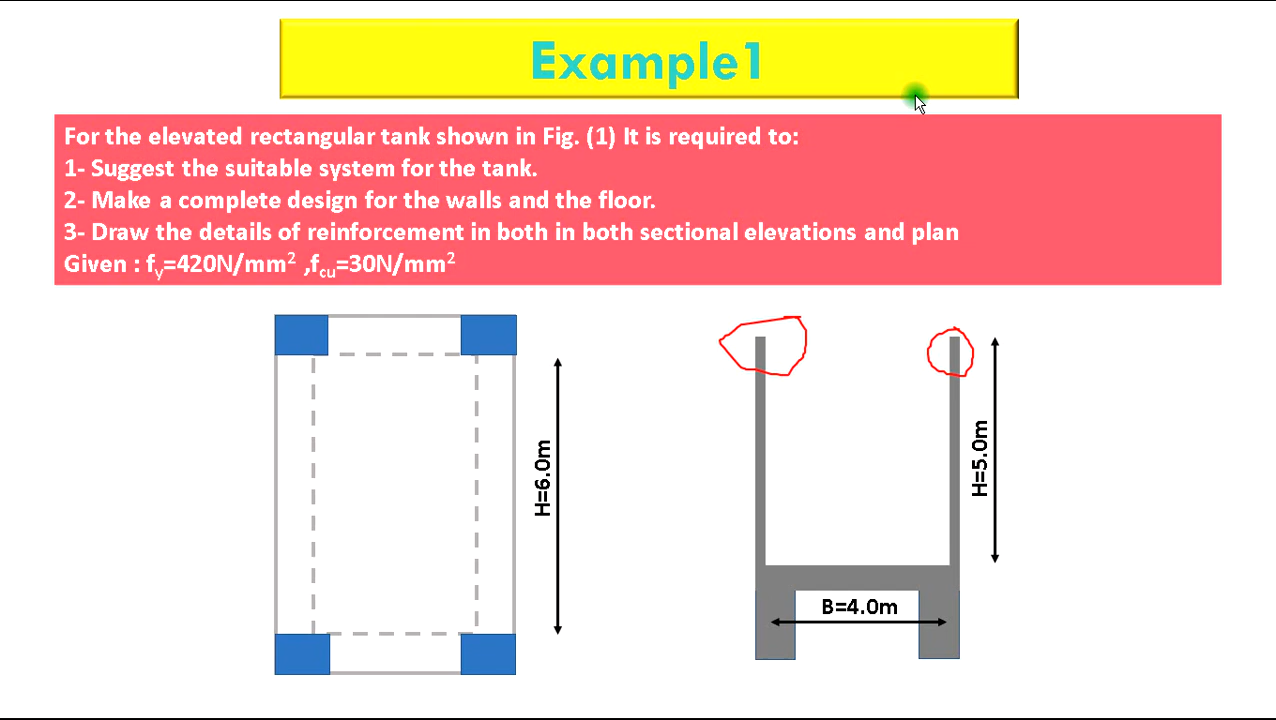 Example1
For the elevated rectangular tank shown in Fig. (1) It is required to:
1- Suggest the suitable system for the tank.
2- Make a complete design for the walls and the floor.
3- Draw the details of reinforcement in both in both sectional elevations and plan
Given : fy=420N/mm2 ,fcu=30N/mm2
H=6.0m
H=5.0m
B=4.0m